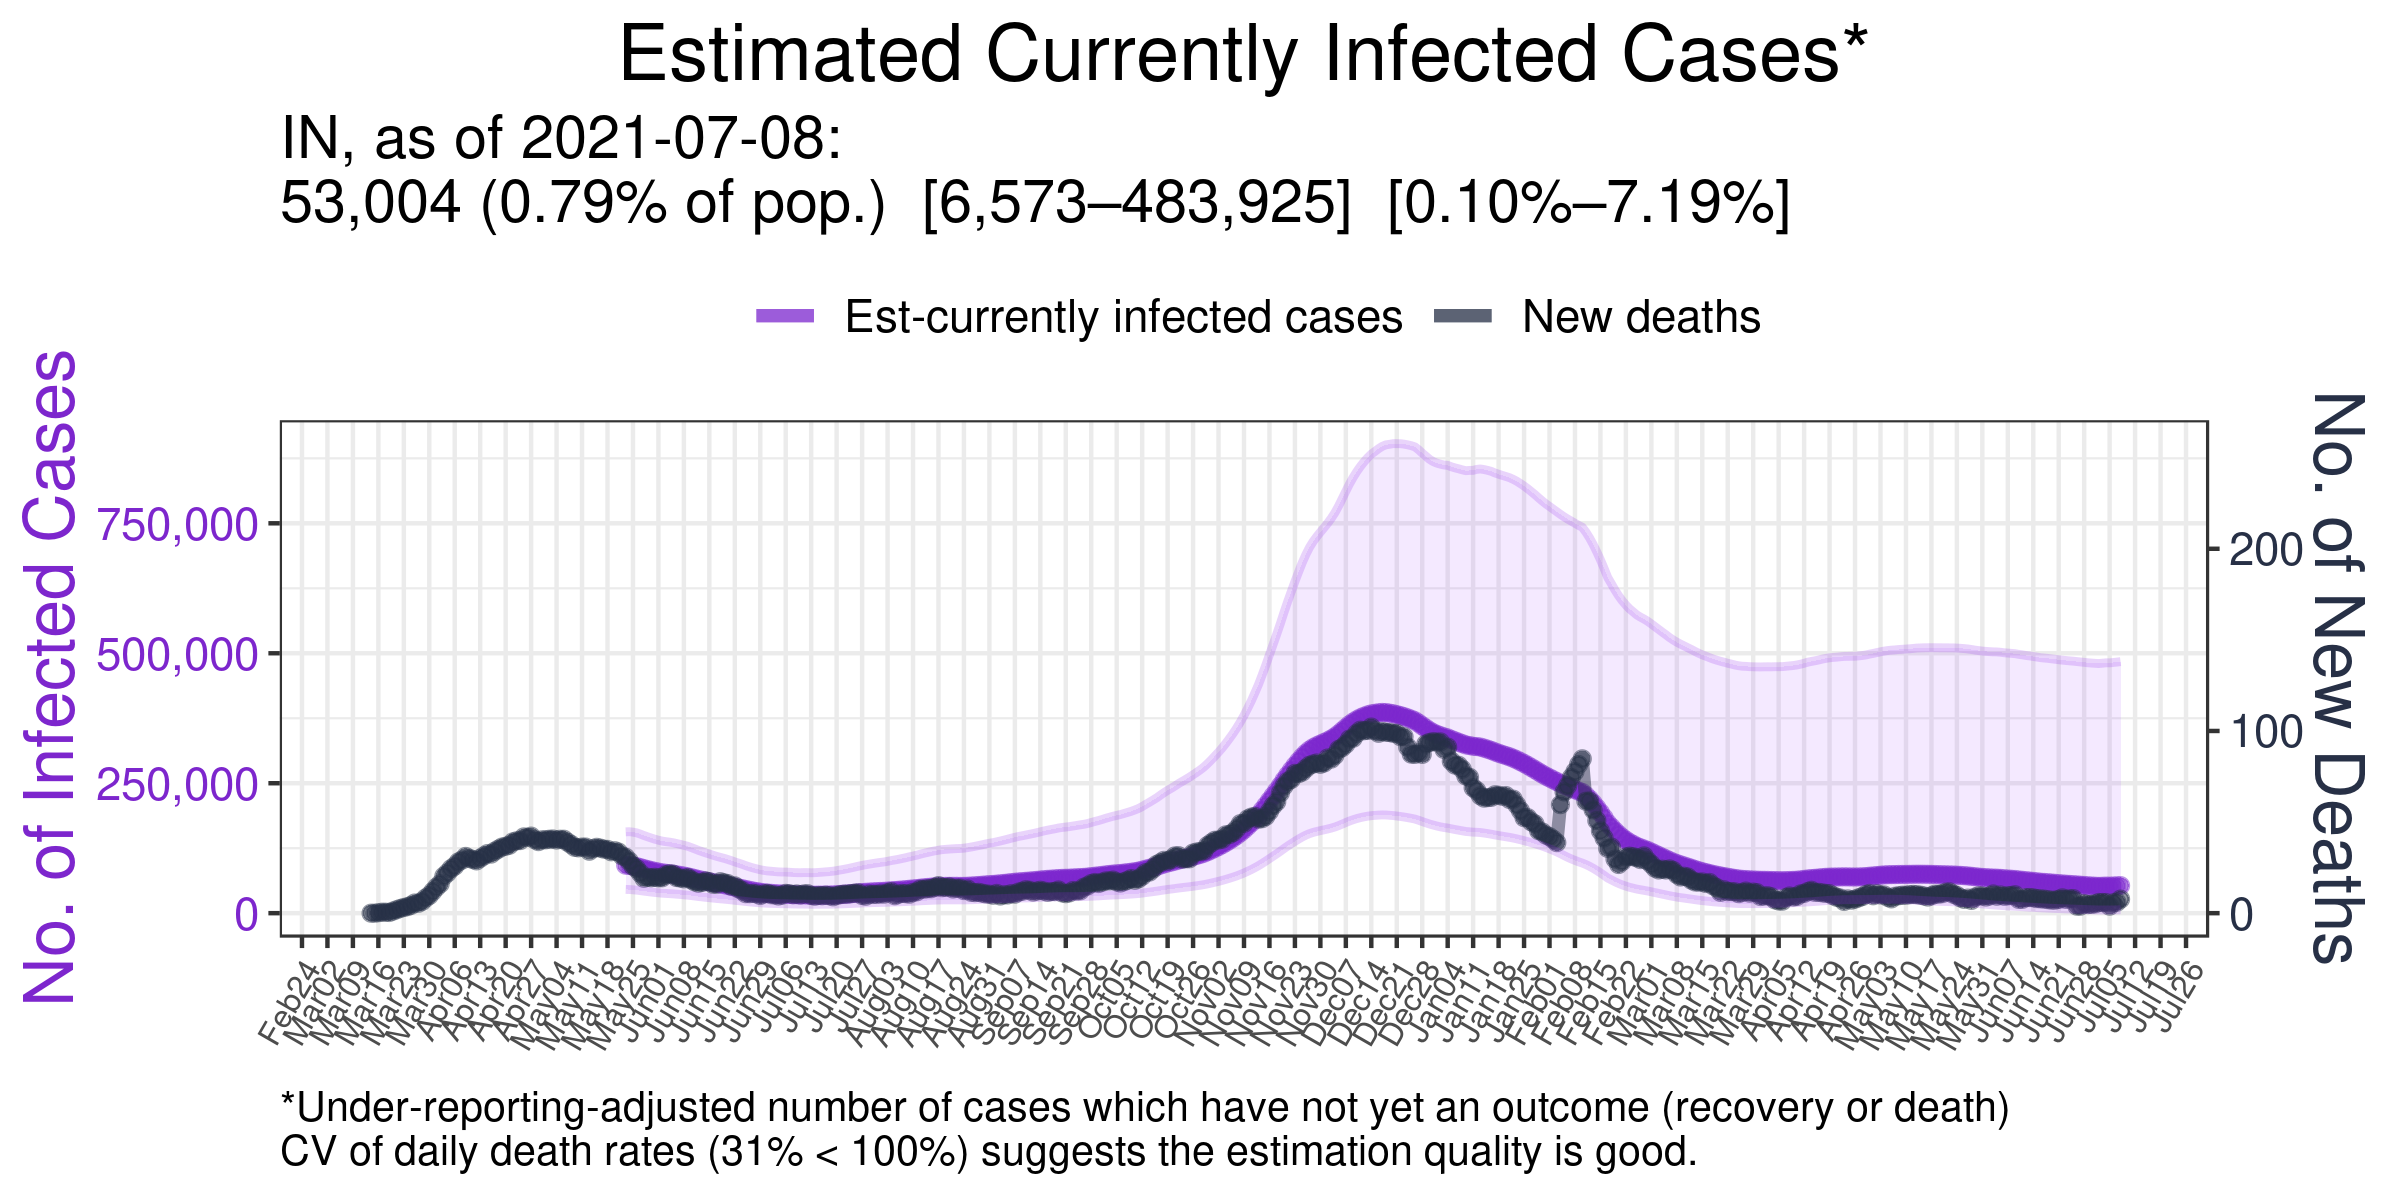 Estimated Currently Infected Cases*
IN, as of 2021-07-08:
53,004 (0.79% of pop.) [6,573–483,925] [0.10%–7.19%]
Est-currently infected cases
New deaths
No. of Infected Cases
750,000
500,000
250,000
0
200
100
0
No. of New Deaths
Feb24
Mar02
Mar09
Mar16
Mar23
Mar30
Apr06
Apr13
Apr20
Apr27
May04
May11
May18
May25
Jun01
Jun08
Jun15
Jun22
Jun29
Jul06
Jul13
Jul20
Jul27
Aug03
Aug10
Aug17
Aug24
Aug31
Sep07
Sep14
Sep21
Sep28
Oct05
Oct12
Oct19
Oct26
Nov02
Nov09
Nov16
Nov23
Nov30
Dec07
Dec14
Dec21
Dec28
Jan04
Jan11
Jan18
Jan25
Feb01
Feb08
Feb15
Feb22
Mar01
Mar08
Mar15
Mar22
Mar29
Apr05
Apr12
Apr19
Apr26
May03
May10
May17
May24
May31
Jun07
Jun14
Jun21
Jun28
Jul05
Jul12
Jul19
Jul26
*Under-reporting-adjusted number of cases which have not yet an outcome (recovery or death)
CV of daily death rates (31% < 100%) suggests the estimation quality is good.